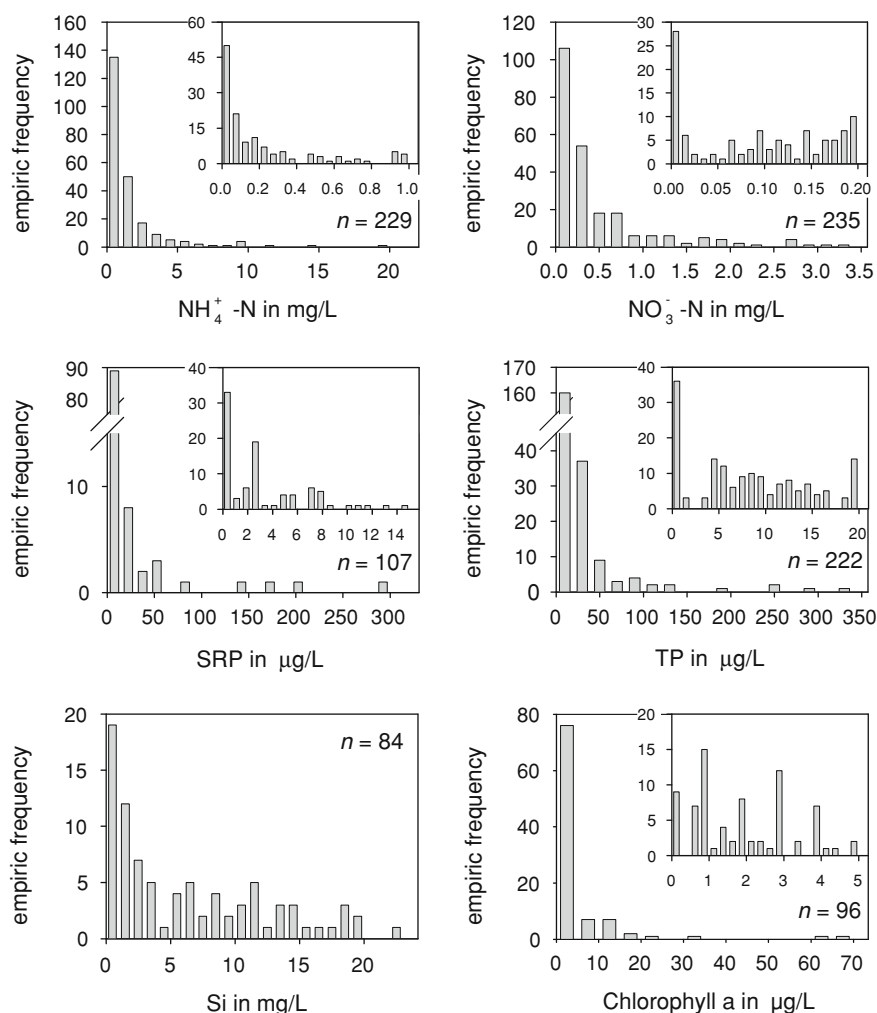 empiric frequency
160
140
120
100
80
60
40
20
0
0 5 10 15 20
60
45
30
15
0
0.0 0.2 0.4 0.6 0.8 1.0
n = 229
NH4+ -N in mg/L
empiric frequency
120
100
80
60
40
20
0
0.0 0.5 1.0 1.5 2.0 2.5 3.0 3.5
30
25
20
15
10
5
0
0.00 0.05 0.10 0.15 0.20
n = 235
NO3- -N in mg/L
empiric frequency
90
80
10
0
0 50 100 150 200 250 300
40
30
20
10
0
0 2 4 6 8 10 12 14
n = 107
SRP in μg/L
empiric frequency
170
160
40
30
20
10
0
0 50 100 150 200 250 300 350
40
30
20
10
0
0 10 20
n = 222
TP in μg/L
empiric frequency
20
15
10
5
0
0 5 10 15 20
n = 84
Si in mg/L
empiric frequency
80
60
40
20
0
0 10 20 30 40 50 60 70
20
15
10
5
0
0 1 2 3 4 5
n = 96
Chlorophyll a in μg/L